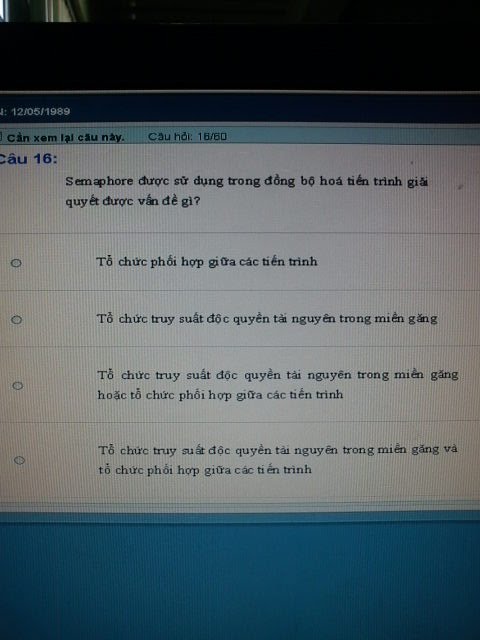 : 12/05/1989
Cần xem lại câu này. Câu hỏi: 16/60
Câu 16:
Semaphore được sử dụng trong đồng bộ hoá tiến trình giải
quyết được vấn đề gì?
Tổ chức phối hợp giữa các tiến trình
Tổ chức truy suất độc quyền tài nguyên trong miền găng
Tổ chức truy suất độc quyền tài nguyên trong miền găng
hoặc tổ chức phối hợp giữa các tiến trình
Tổ chức truy suất độc quyền tài nguyên trong miền găng và
tổ chức phối hợp giữa các tiến trình